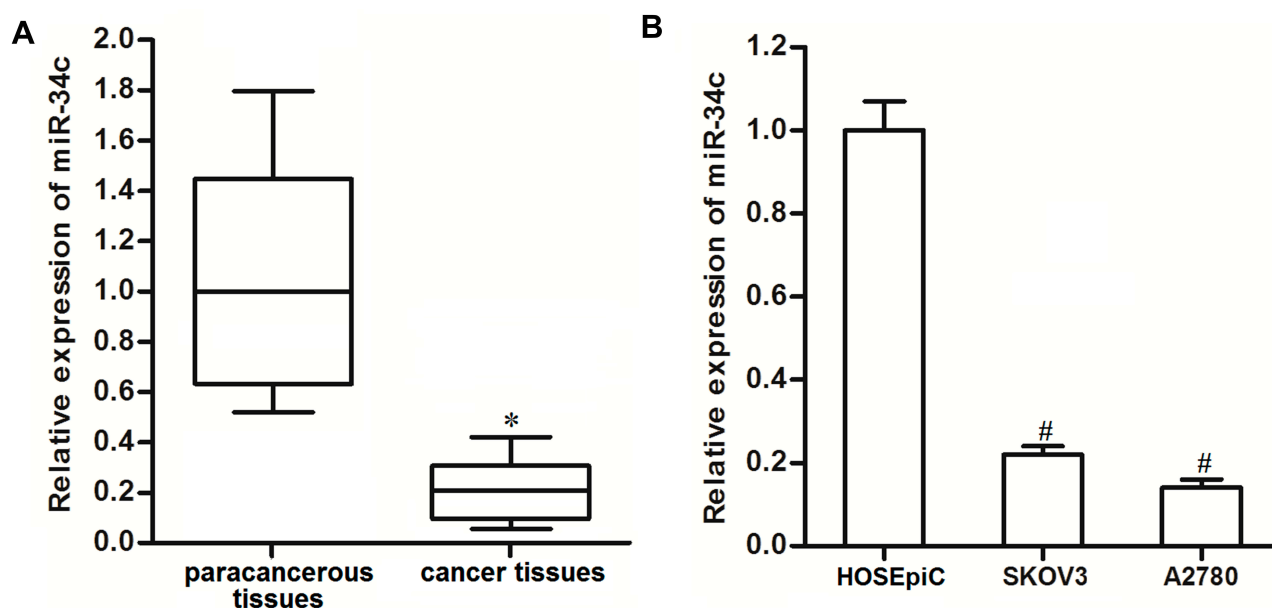 A
Relative expression of miR-34c
2.0
1.8
1.6
1.4
1.2
1.0
0.8
0.6
0.4
0.2
0.0
*
paracancerous
tissues
cancer tissues
B
Relative expression of miR-34c
1.2
1.0
0.8
0.6
0.4
0.2
0.0
#
#
HOSEpiC
SKOV3
A2780